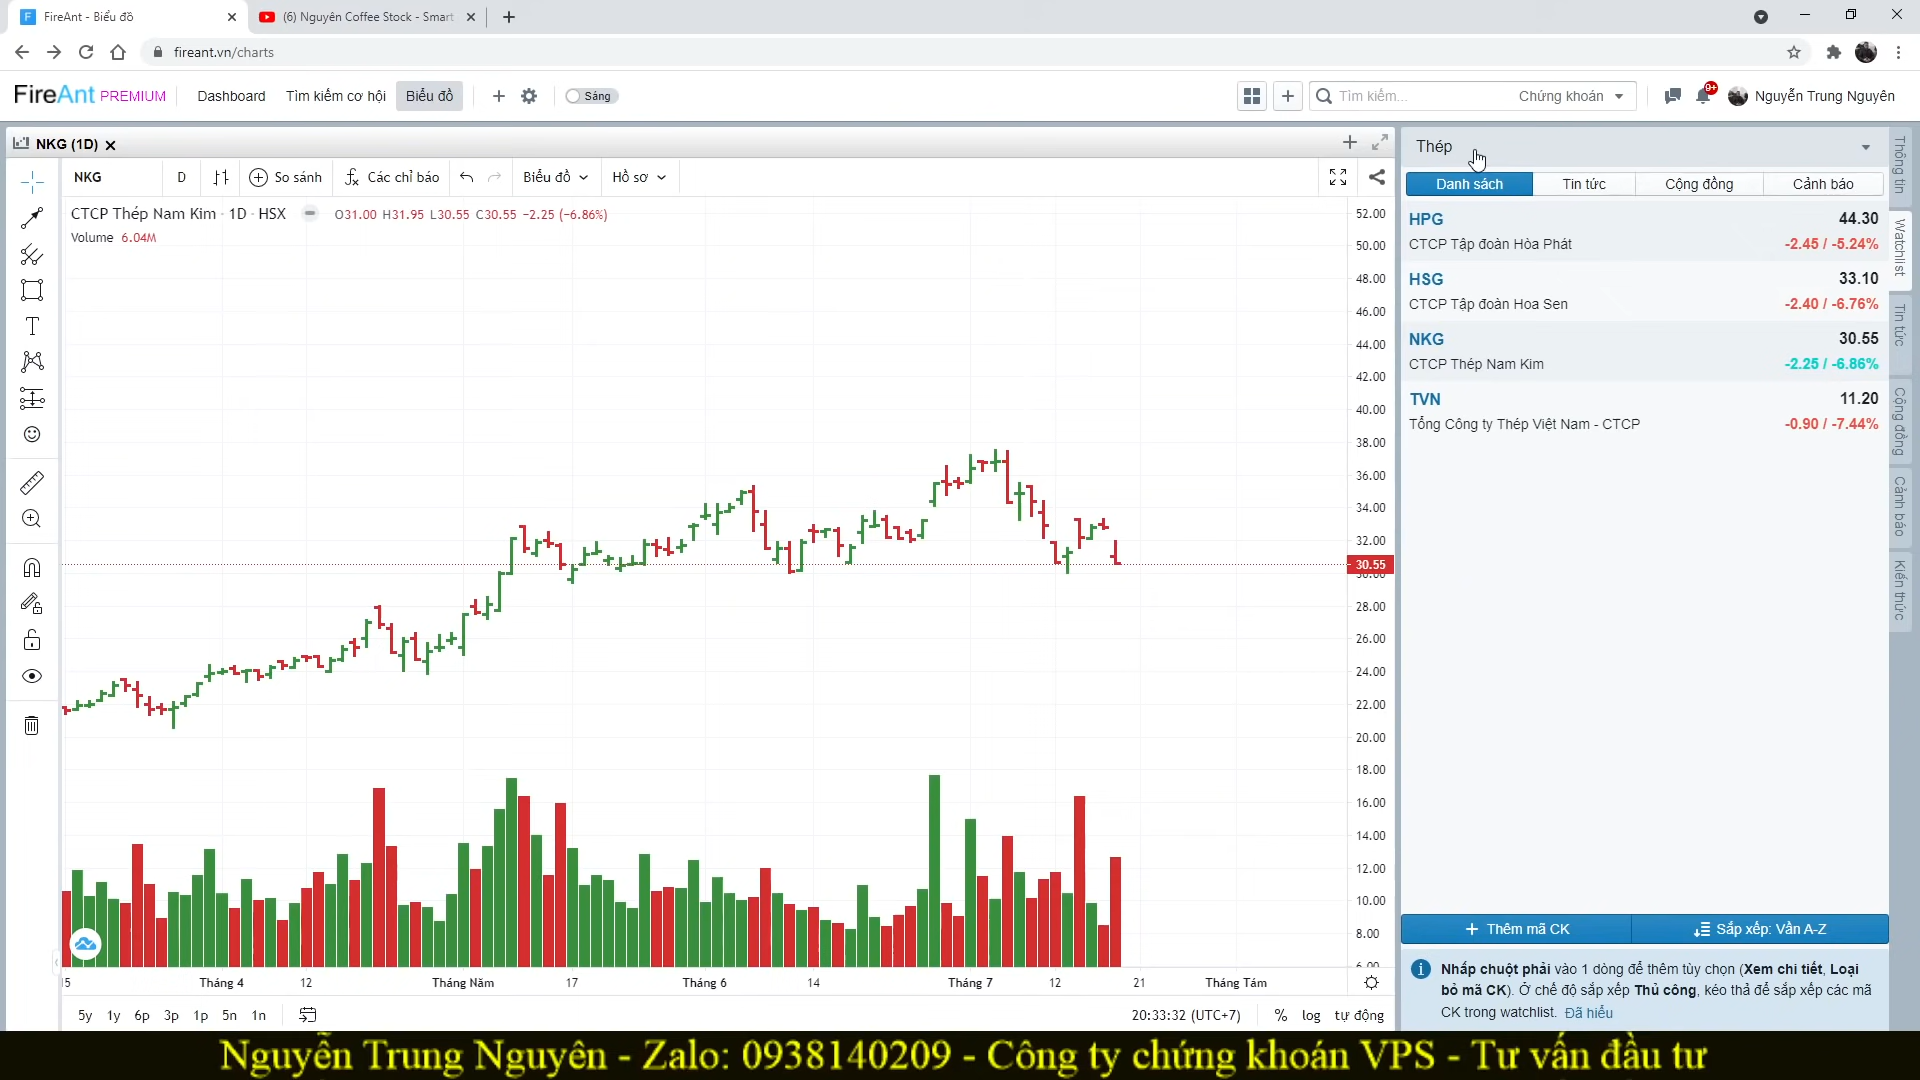 FireAnt - Biểu đồ
(6) Nguyên Coffee Stock - Smart
fireant.vn/charts
FireAnt PREMIUM
Dashboard
Tìm kiếm cơ hội
Biểu đồ
Sáng
Tìm kiếm...
Chứng khoán
9+
Nguyễn Trung Nguyên
NKG (1D)
NKG
D
So sánh
Các chỉ báo
Biểu đồ
Hồ sơ
CTCP Thép Nam Kim · 1D · HSX
O31.00 H31.95 L30.55 C30.55 −2.25 (−6.86%)
Volume 6.04M
52.00
50.00
48.00
46.00
44.00
42.00
40.00
38.00
36.00
34.00
32.00
30.55
30.00
28.00
26.00
24.00
22.00
20.00
18.00
16.00
14.00
12.00
10.00
8.00
6.00
15
Tháng 4
12
Tháng Năm
17
Tháng 6
14
Tháng 7
12
21
Tháng Tám
5y 1y 6p 3p 1p 5n 1n
20:33:32 (UTC+7)
% log tự động
Thép
Danh sách
Tin tức
Cộng đồng
Cảnh báo
HPG 44.30
CTCP Tập đoàn Hòa Phát -2.45 / -5.24%
HSG 33.10
CTCP Tập đoàn Hoa Sen -2.40 / -6.76%
NKG 30.55
CTCP Thép Nam Kim -2.25 / -6.86%
TVN 11.20
Tổng Công ty Thép Việt Nam - CTCP -0.90 / -7.44%
Thêm mã CK
Sắp xếp: Vần A-Z
Nhấp chuột phải vào 1 dòng để thêm tùy chọn (Xem chi tiết, Loại
bỏ mã CK). Ở chế độ sắp xếp Thủ công, kéo thả để sắp xếp các mã
CK trong watchlist. Đã hiểu
Thông tin
Watchlist
Tin tức
Cộng đồng
Cảnh báo
Kiến thức
Nguyễn Trung Nguyên - Zalo: 0938140209 - Công ty chứng khoán VPS - Tư vấn đầu tư